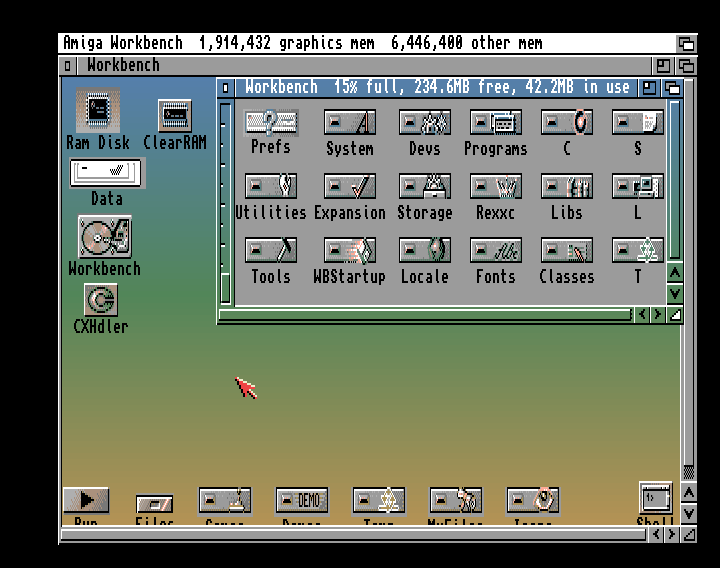 Amiga Workbench 1,914,432 graphics mem 6,446,400 other mem
Workbench
Workbench 15% full, 234.6MB free, 42.2MB in use
Ram Disk ClearRAM
Data
Workbench
CXHdler
Prefs System Devs Programs C S
Utilities Expansion Storage Rexxc Libs L
Tools WBStartup Locale Fonts Classes T
DEMO
Run Files Games Demos Temp MyFiles Icons Shell